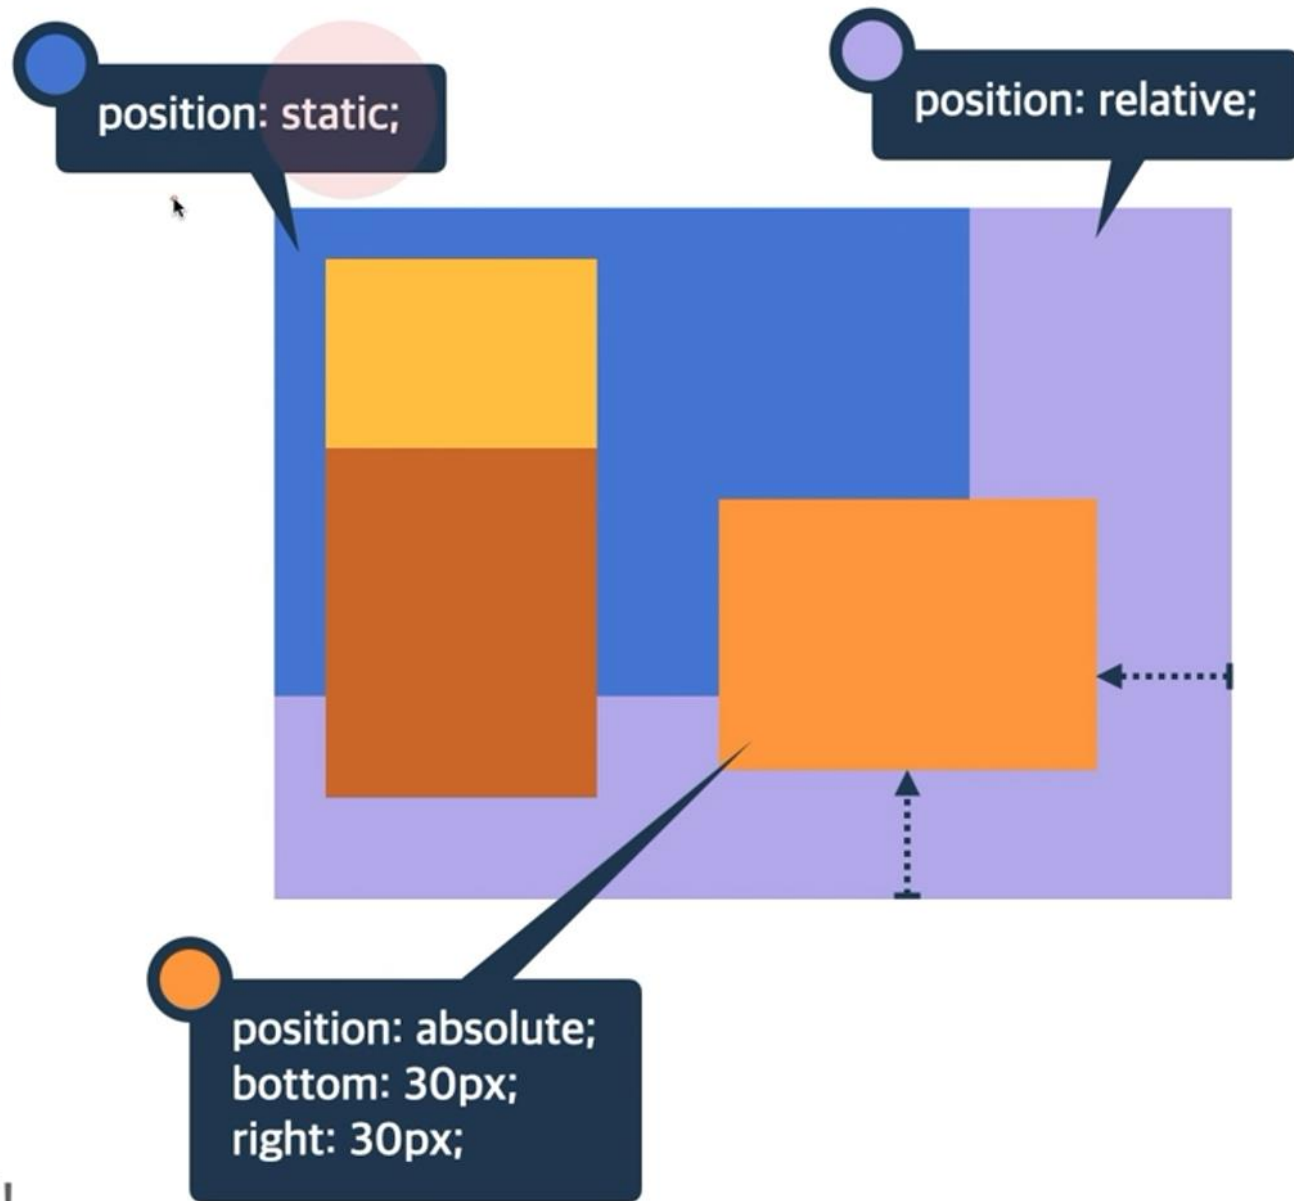 position: static;
position: relative;
position: absolute;
bottom: 30px;
right: 30px;